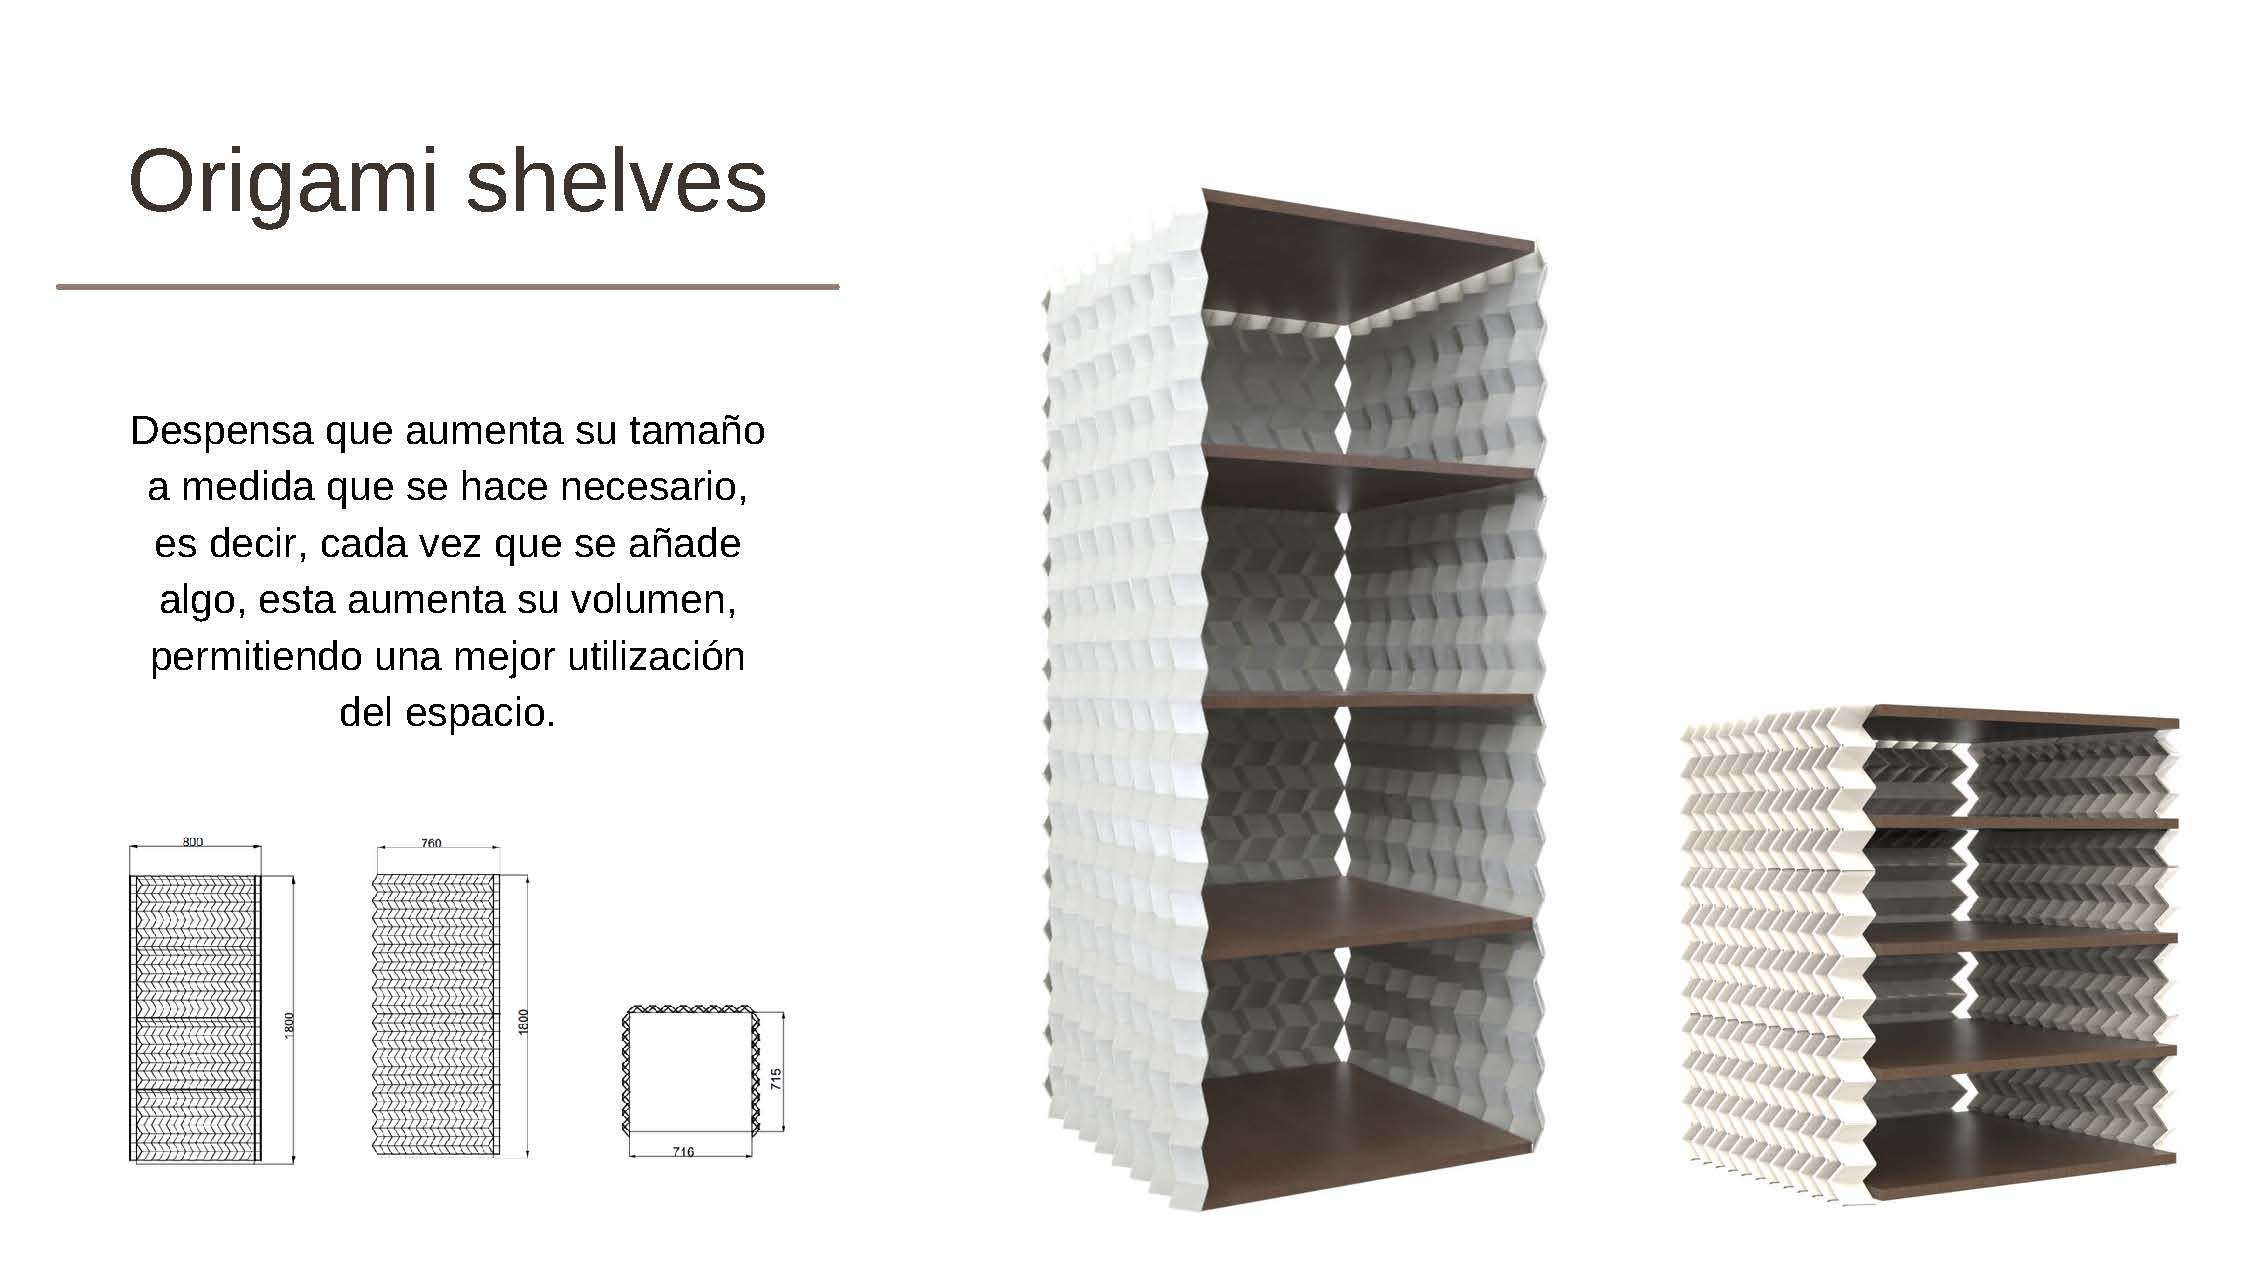 Origami shelves
Despensa que aumenta su tamaño
a medida que se hace necesario,
es decir, cada vez que se añade
algo, esta aumenta su volumen,
permitiendo una mejor utilización
del espacio.
800
1800
760
1800
715
716